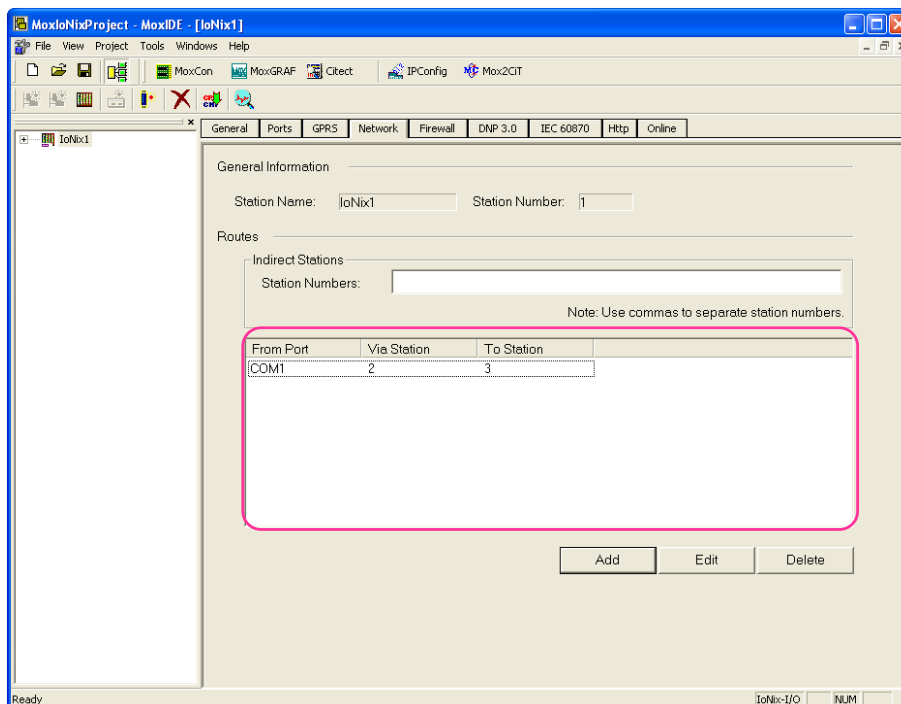 MoxIoNixProject - MoxIDE - [IoNix1]
File View Project Tools Windows Help
MoxCon MoxGRAF Citect IPConfig Mox2CiT
IoNix1
General Ports GPRS Network Firewall DNP 3.0 IEC 60870 Http Online
General Information
Station Name: IoNix1 Station Number: 1
Routes
Indirect Stations
Station Numbers:
Note: Use commas to separate station numbers.
From Port Via Station To Station
COM1 2 3
Add Edit Delete
Ready IoNix-I/O NUM